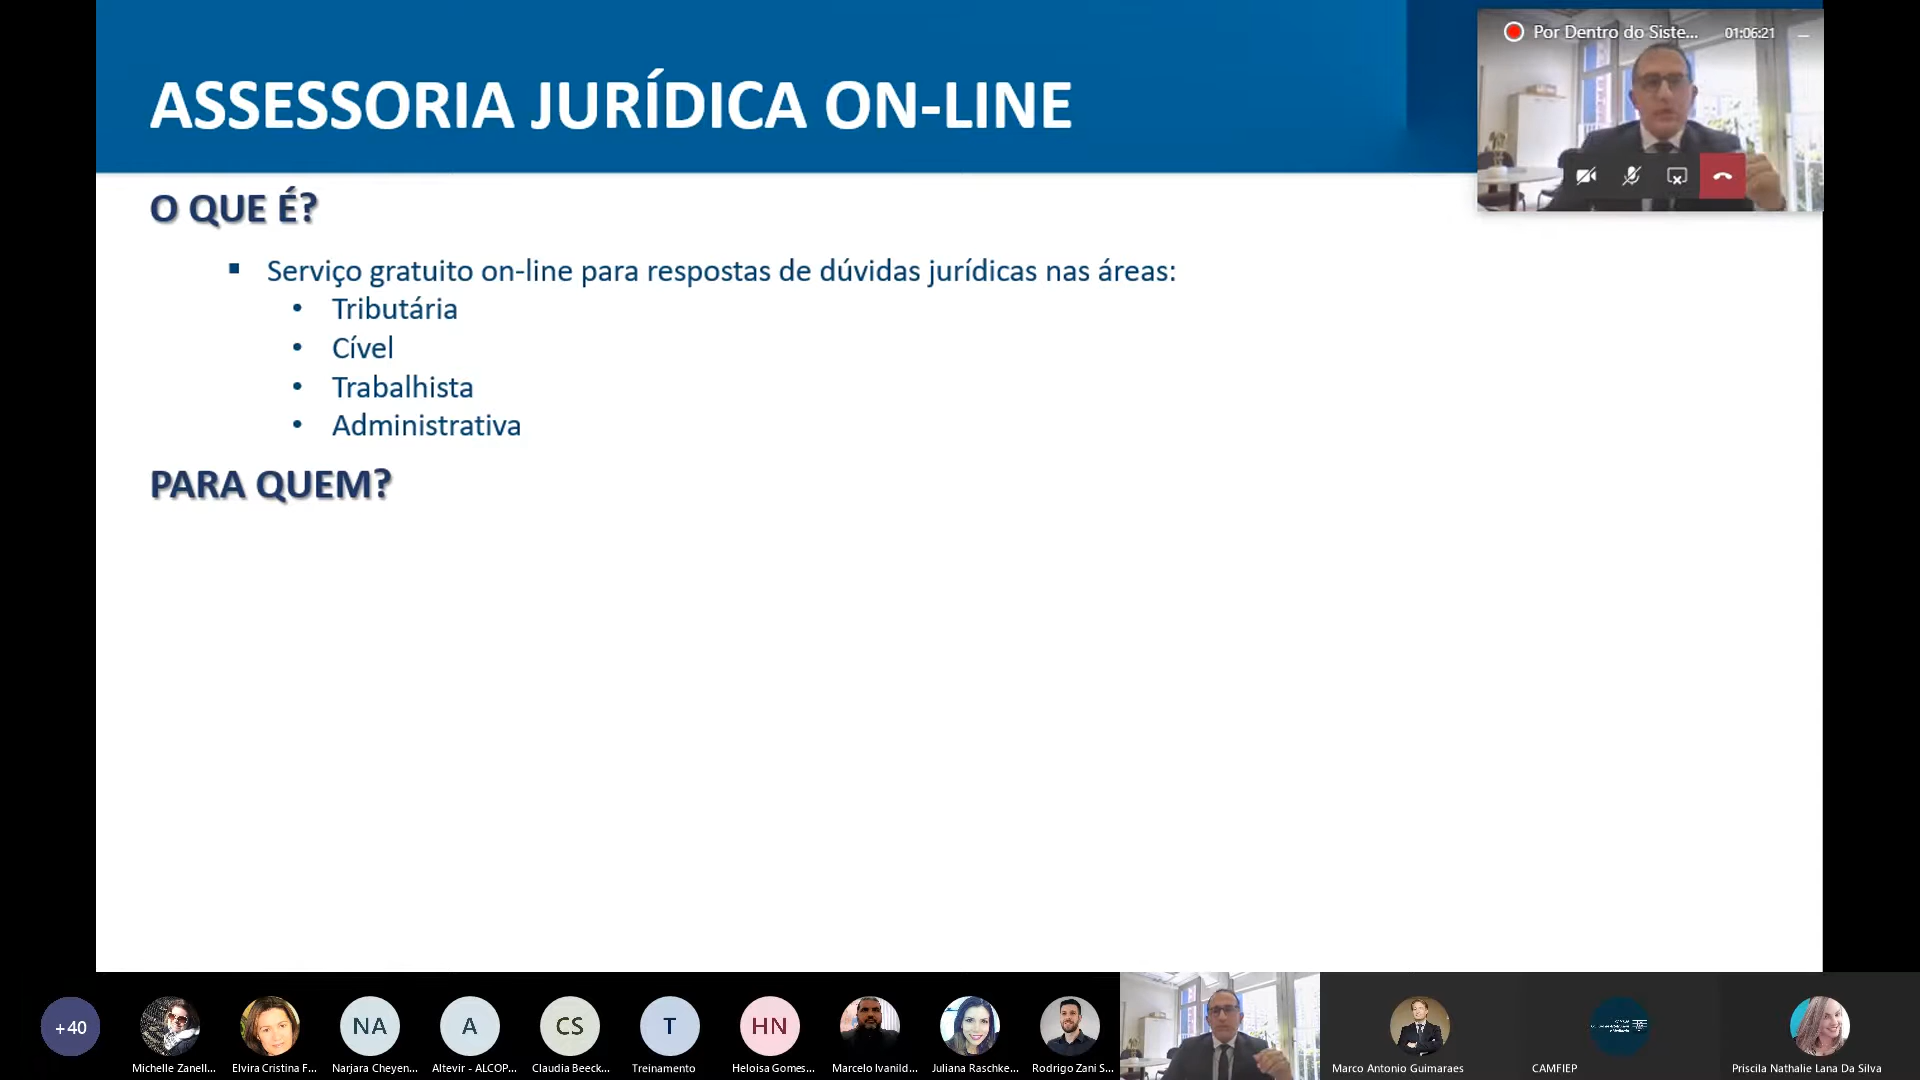 ASSESSORIA JURÍDICA ON-LINE
Por Dentro do Siste...
01:06:21
O QUE É?
▪ Serviço gratuito on-line para respostas de dúvidas jurídicas nas áreas:
• Tributária
• Cível
• Trabalhista
• Administrativa
PARA QUEM?
+40
NA
A
CS
T
HN
Michelle Zanell...
Elvira Cristina F...
Narjara Cheyen...
Altevir - ALCOP...
Claudia Beeck...
Treinamento
Heloisa Gomes...
Marcelo Ivanild...
Juliana Raschke...
Rodrigo Zani S...
Marco Antonio Guimaraes
CAMFIEP
Priscila Nathalie Lana Da Silva